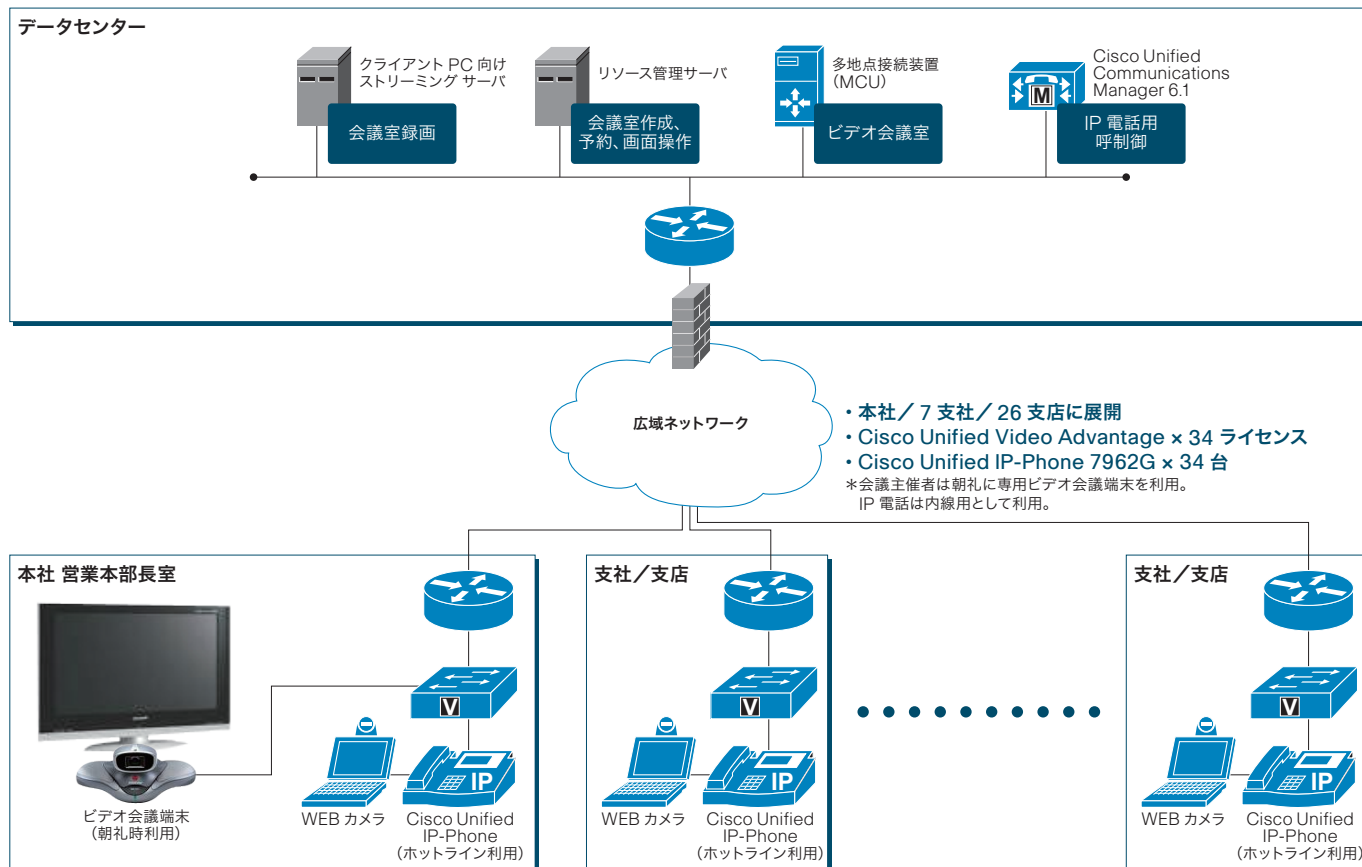 データセンター
クライアント PC 向け
ストリーミング サーバ
会議室録画
リソース管理サーバ
会議室作成、
予約、画面操作
多地点接続装置
（MCU）
ビデオ会議室
Cisco Unified
Communications
Manager 6.1
M
IP 電話用
呼制御
広域ネットワーク
・本社／ 7 支社／ 26 支店に展開
・Cisco Unified Video Advantage × 34 ライセンス
・Cisco Unified IP-Phone 7962G × 34 台
＊会議主催者は朝礼に専用ビデオ会議端末を利用。
IP 電話は内線用として利用。
本社 営業本部長室
V
IP
ビデオ会議端末
（朝礼時利用）
WEB カメラ
Cisco Unified
IP-Phone
（ホットライン利用）
支社／支店
V
IP
WEB カメラ
Cisco Unified
IP-Phone
（ホットライン利用）
支社／支店
V
IP
WEB カメラ
Cisco Unified
IP-Phone
（ホットライン利用）